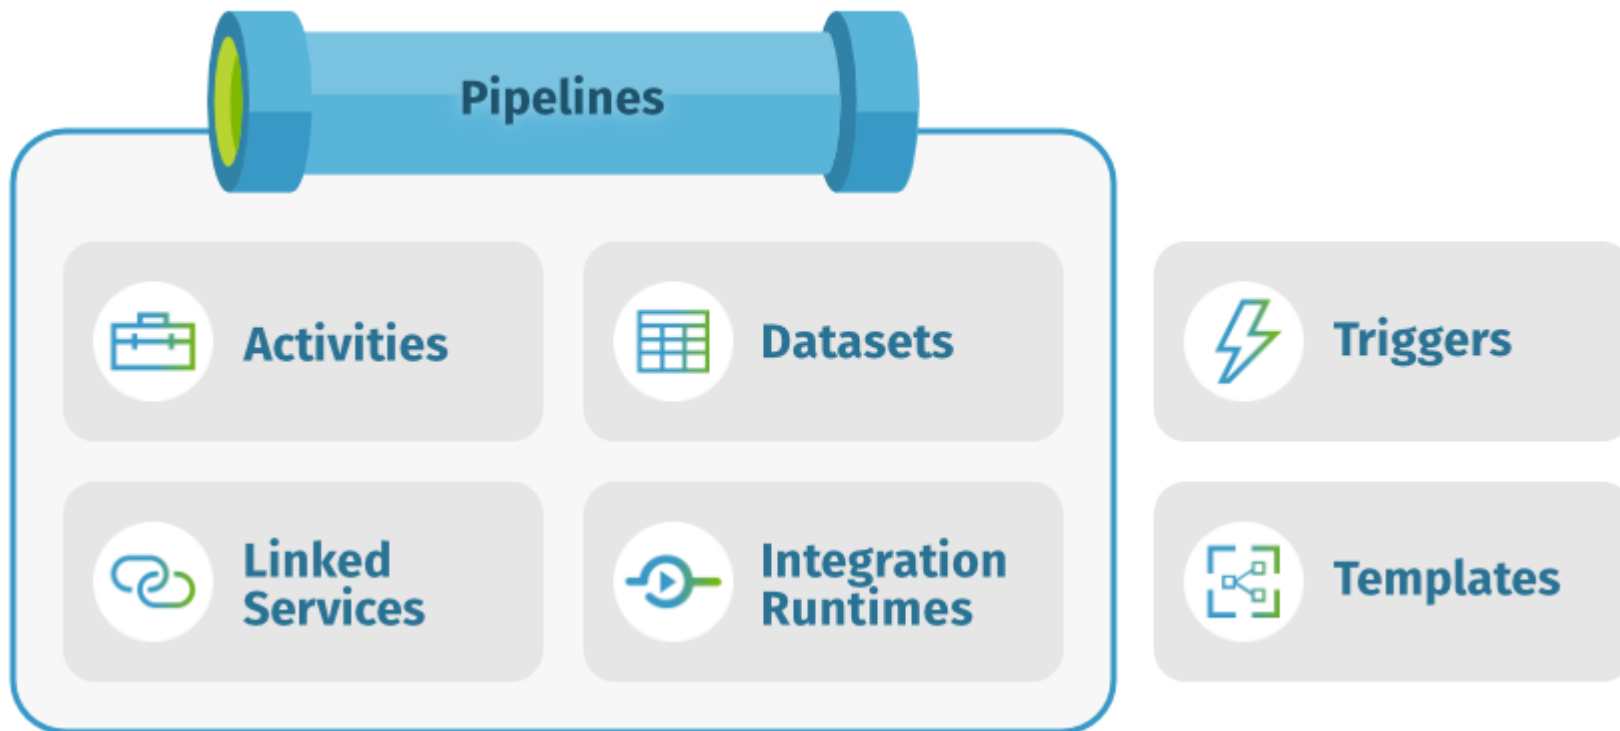 Pipelines
Activities
Datasets
Triggers
Linked
Services
Integration
Runtimes
Templates